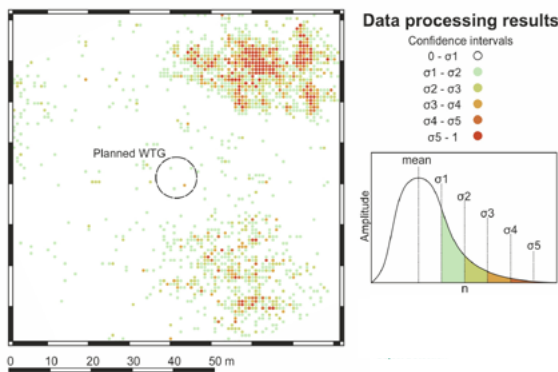 Data processing results
Confidence intervals
0 - σ1
σ1 - σ2
σ2 - σ3
σ3 - σ4
σ4 - σ5
σ5 - 1
Planned WTG
mean
σ1
σ2
σ3
σ4
σ5
Amplitude
n
0 10 20 30 40 50 m